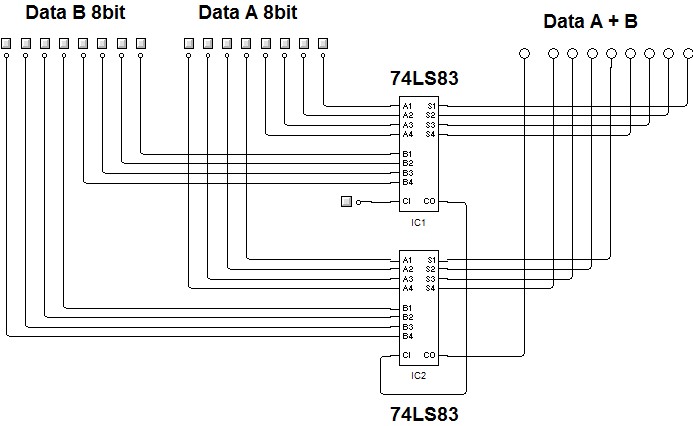 Data B 8bit
Data A 8bit
Data A + B
74LS83
A1 S1
A2 S2
A3 S3
A4 S4
B1
B2
B3
B4
CI CO
IC1
A1 S1
A2 S2
A3 S3
A4 S4
B1
B2
B3
B4
CI CO
IC2
74LS83